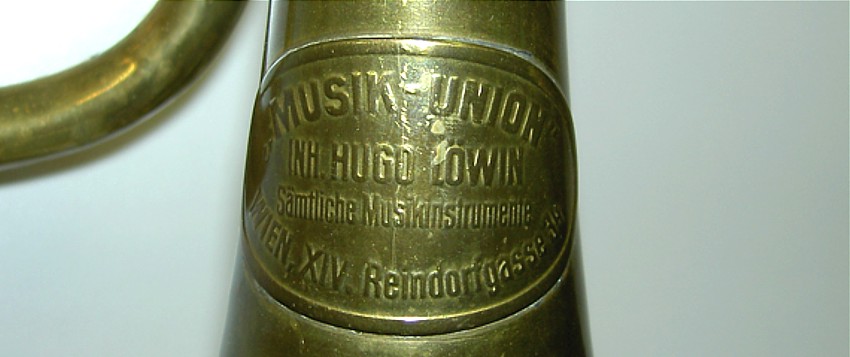 „MUSIK-UNION“
INH. HUGO LÖWIN
Sämtliche Musikinstrumente
WIEN, XIV. Reindorfgasse